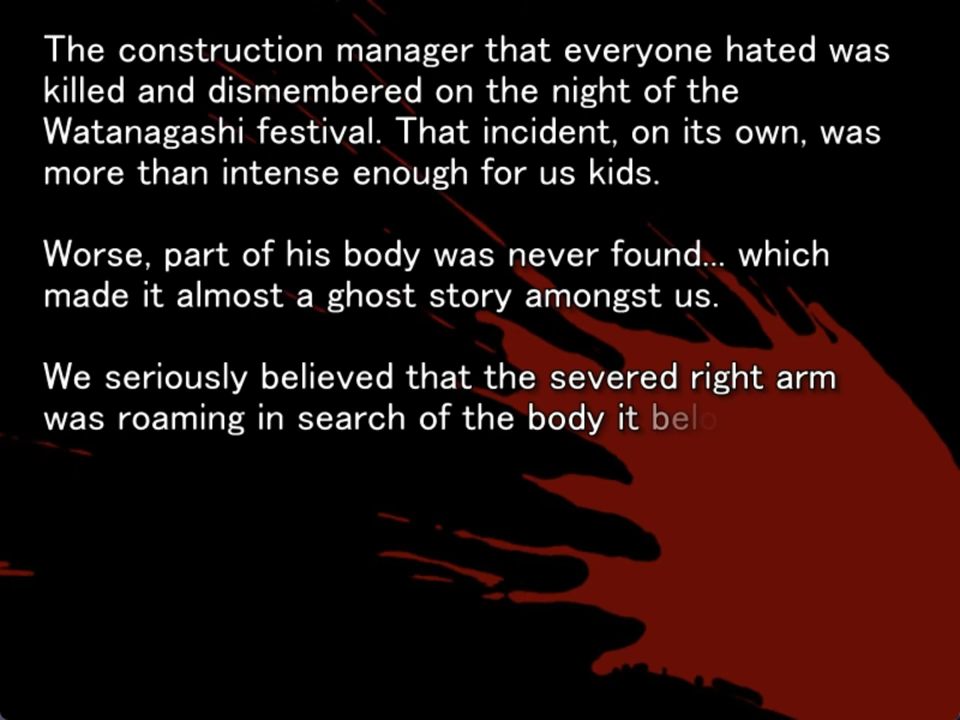 The construction manager that everyone hated was
killed and dismembered on the night of the
Watanagashi festival. That incident, on its own, was
more than intense enough for us kids.
Worse, part of his body was never found... which
made it almost a ghost story amongst us.
We seriously believed that the severed right arm
was roaming in search of the body it belo